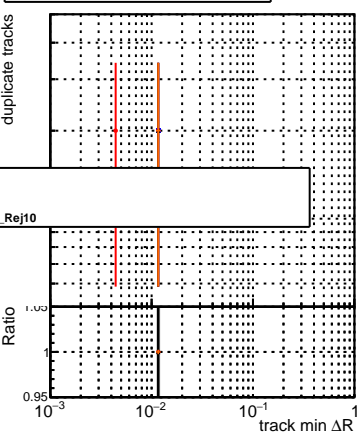 duplicate tracks
_Rej10
1.05
Ratio
1
0.95
10−3
10−2
10−1
1
track min ΔR